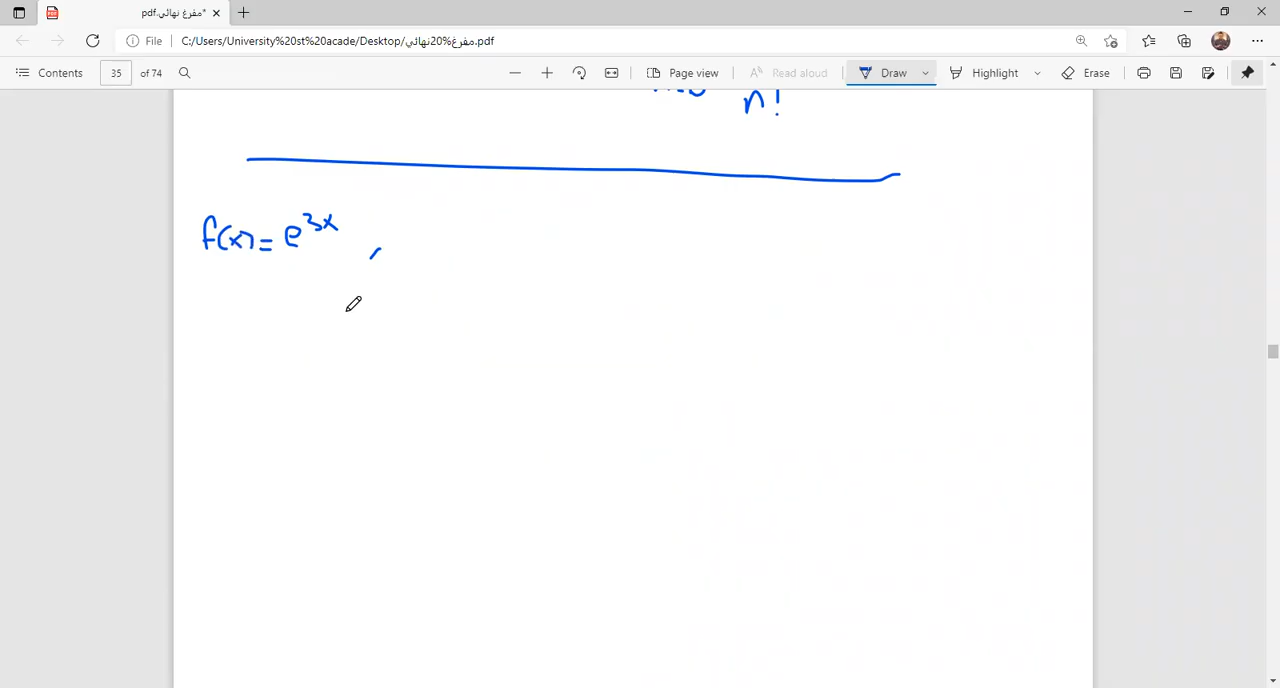 *مفرغ نهائي.pdf
File C:/Users/University%20st%20acade/Desktop/مفرغ%20نهائي.pdf
Contents 35 of 74 Page view Read aloud Draw Highlight Erase
n!
f(x) = e^3x ,